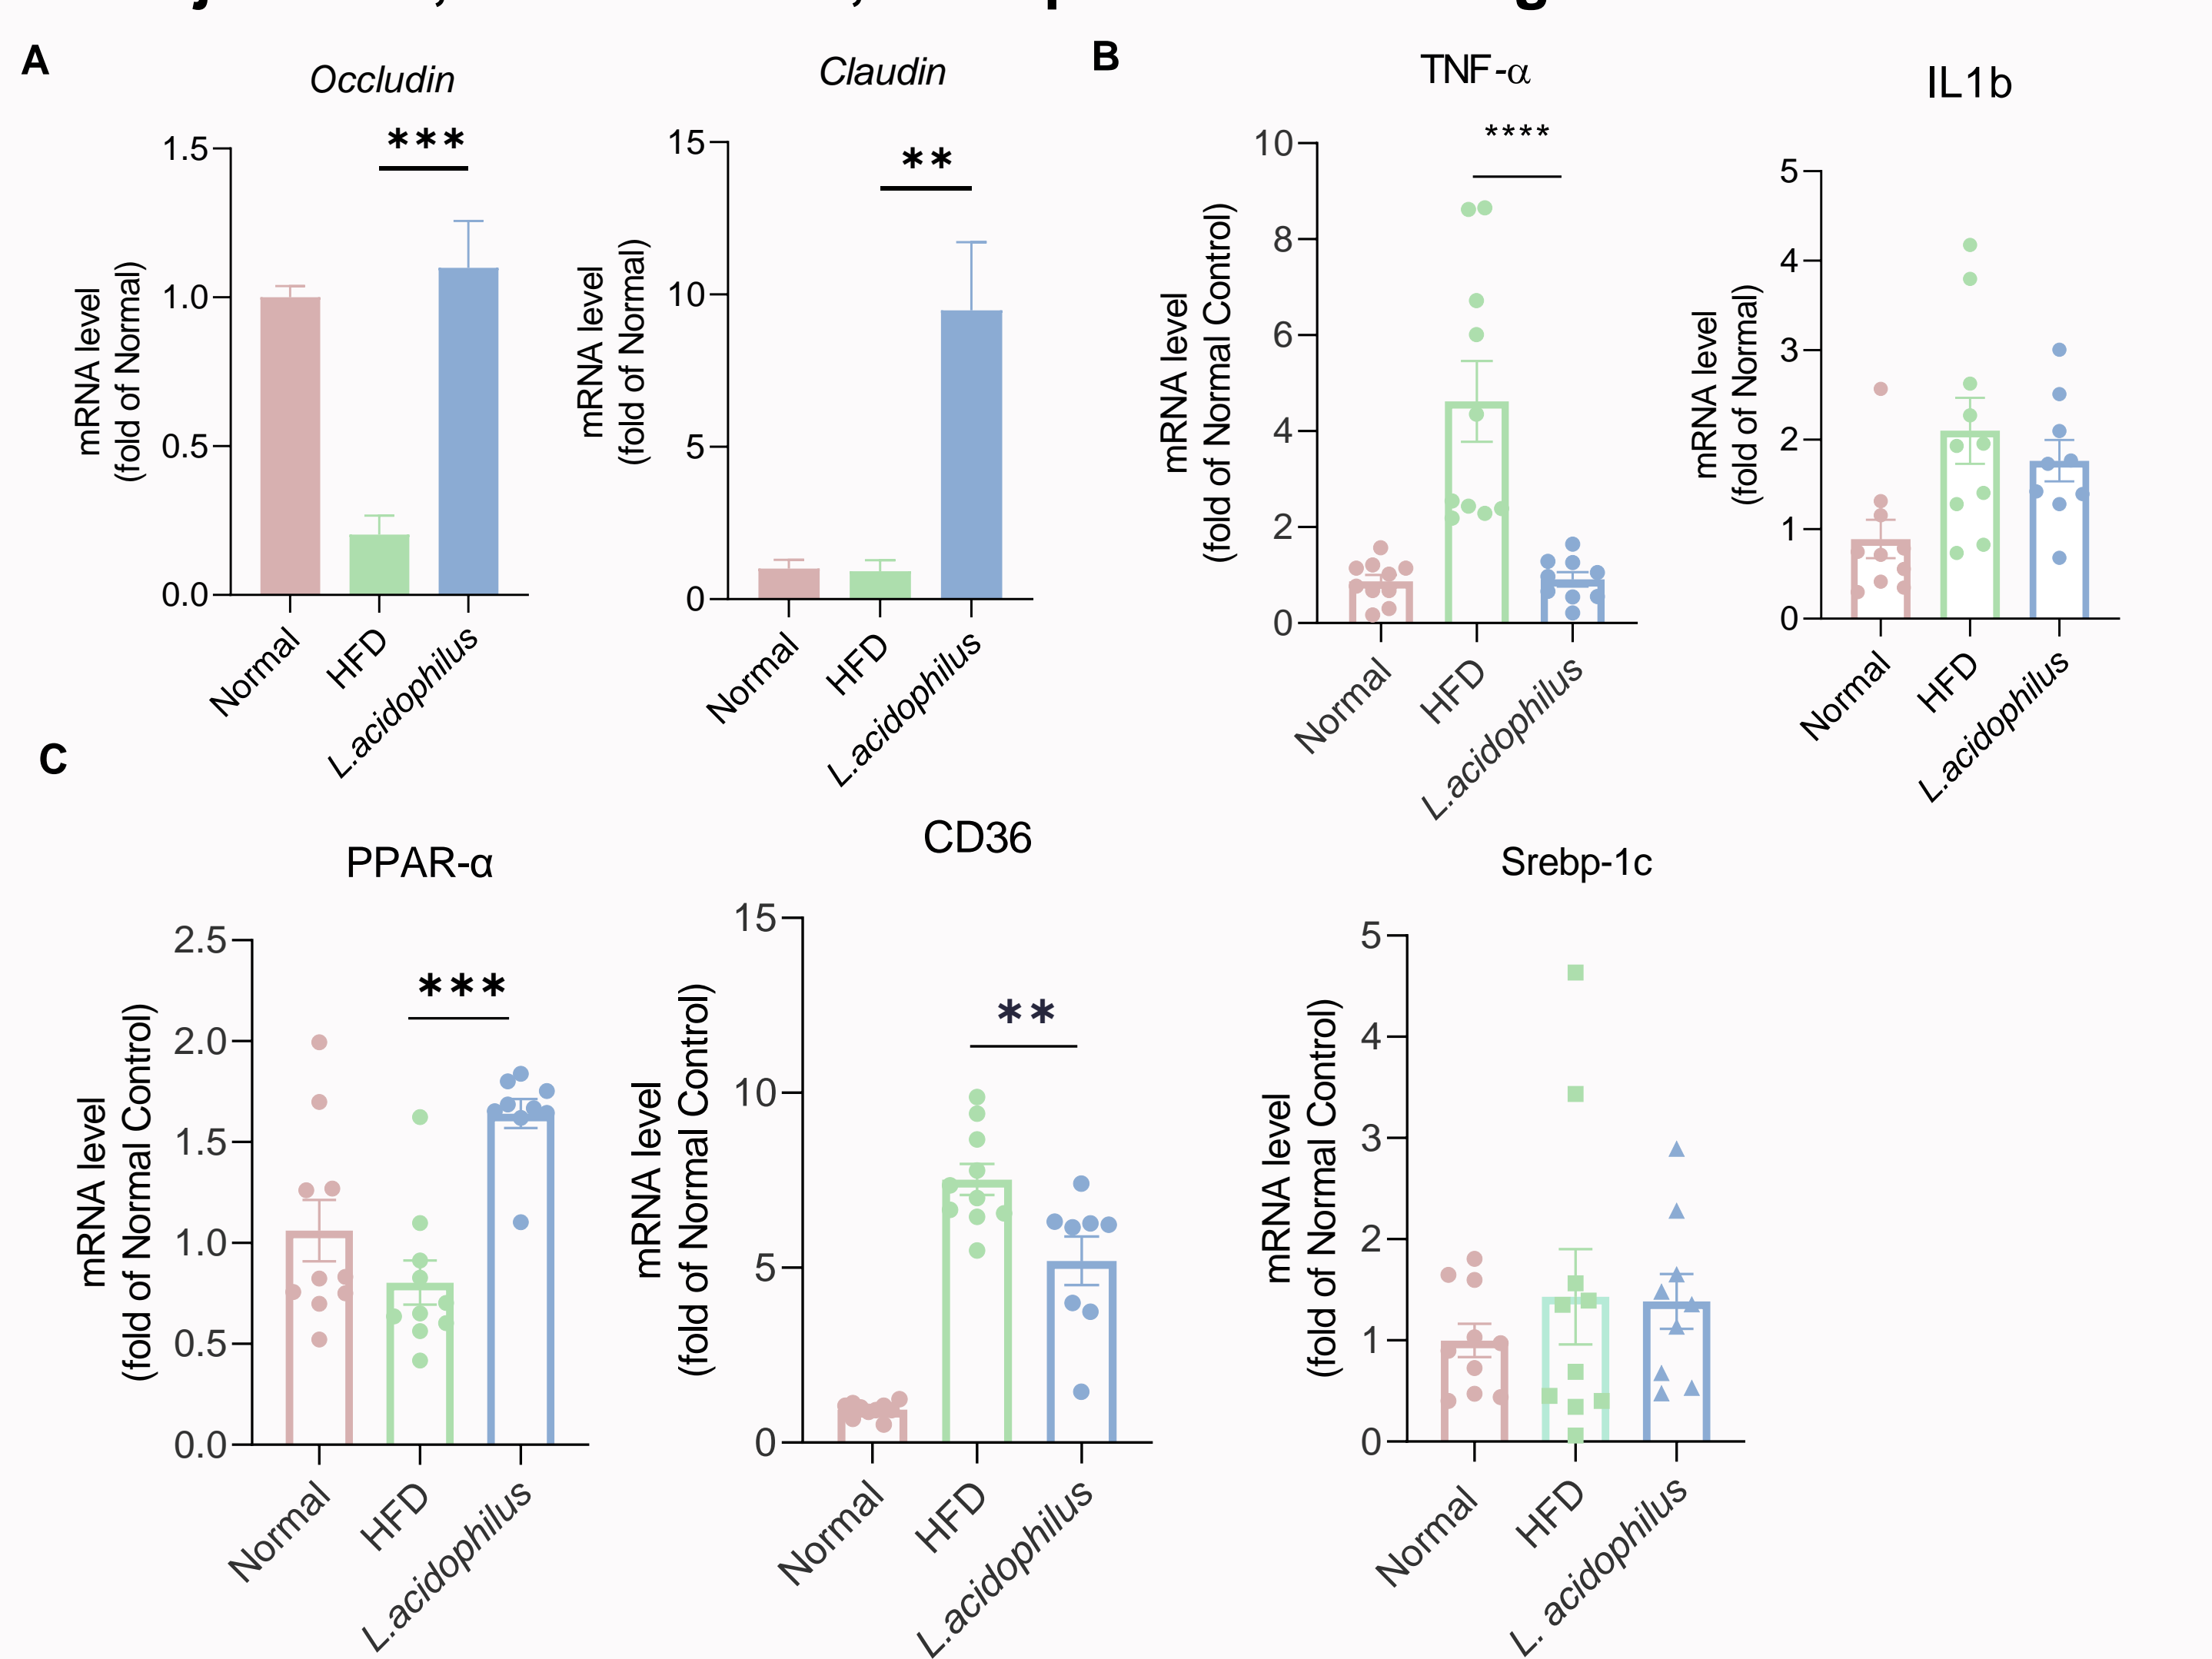 A
Occludin
***
mRNA level
(fold of Normal)
1.5
1.0
0.5
0.0
Normal
HFD
L.acidophilus
Claudin
**
mRNA level
(fold of Normal)
15
10
5
0
Normal
HFD
L.acidophilus
B
TNF-α
****
mRNA level
(fold of Normal Control)
10
8
6
4
2
0
Normal
HFD
L.acidophilus
IL1b
mRNA level
(fold of Normal)
5
4
3
2
1
0
Normal
HFD
L.acidophilus
C
PPAR-α
***
mRNA level
(fold of Normal Control)
2.5
2.0
1.5
1.0
0.5
0.0
Normal
HFD
L.acidophilus
CD36
**
mRNA level
(fold of Normal Control)
15
10
5
0
Normal
HFD
L.acidophilus
Srebp-1c
mRNA level
(fold of Normal Control)
5
4
3
2
1
0
Normal
HFD
L. acidophilus